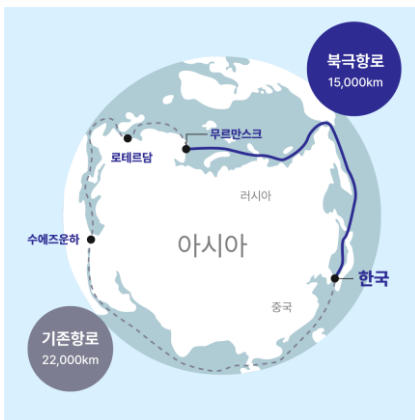 북극항로
15,000km
무르만스크
로테르담
러시아
수에즈운하
아시아
한국
중국
기존항로
22,000km